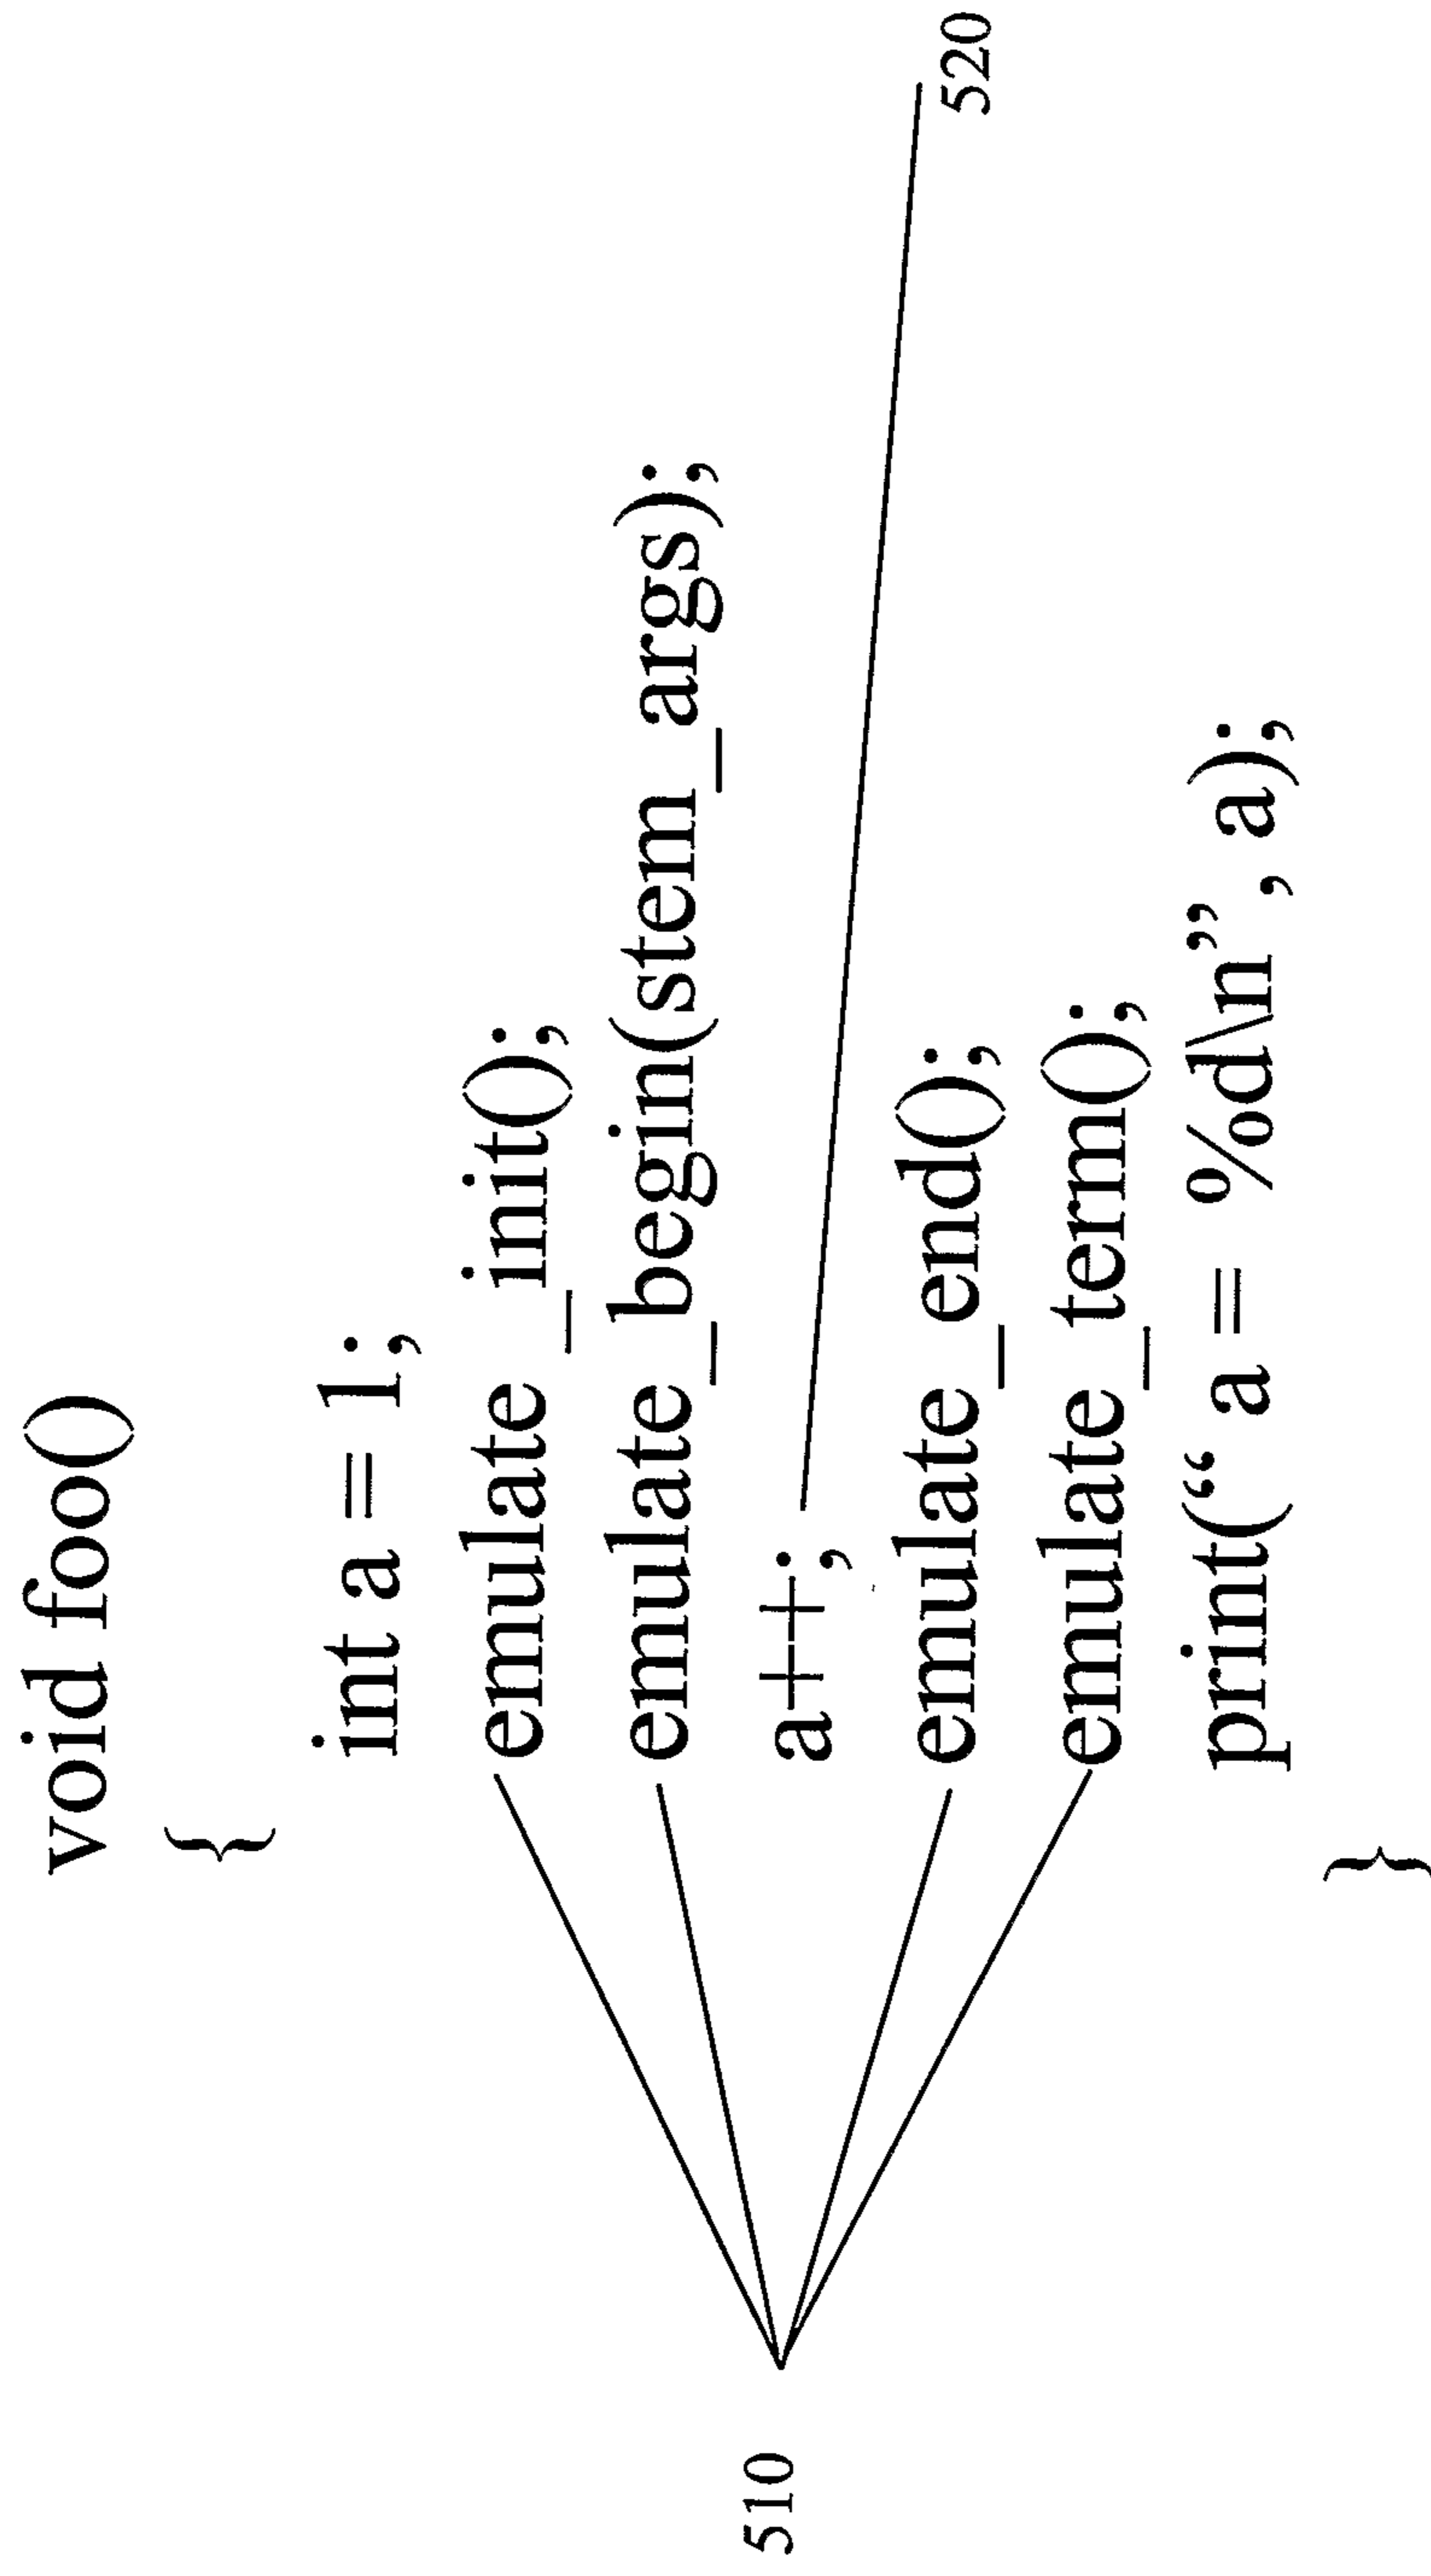 void foo()
{
int a = 1;
emulate_init();
emulate_begin(stem_args);
a++;
520
emulate_end();
emulate_term();
print(“ a = %d\n”, a);
}
510